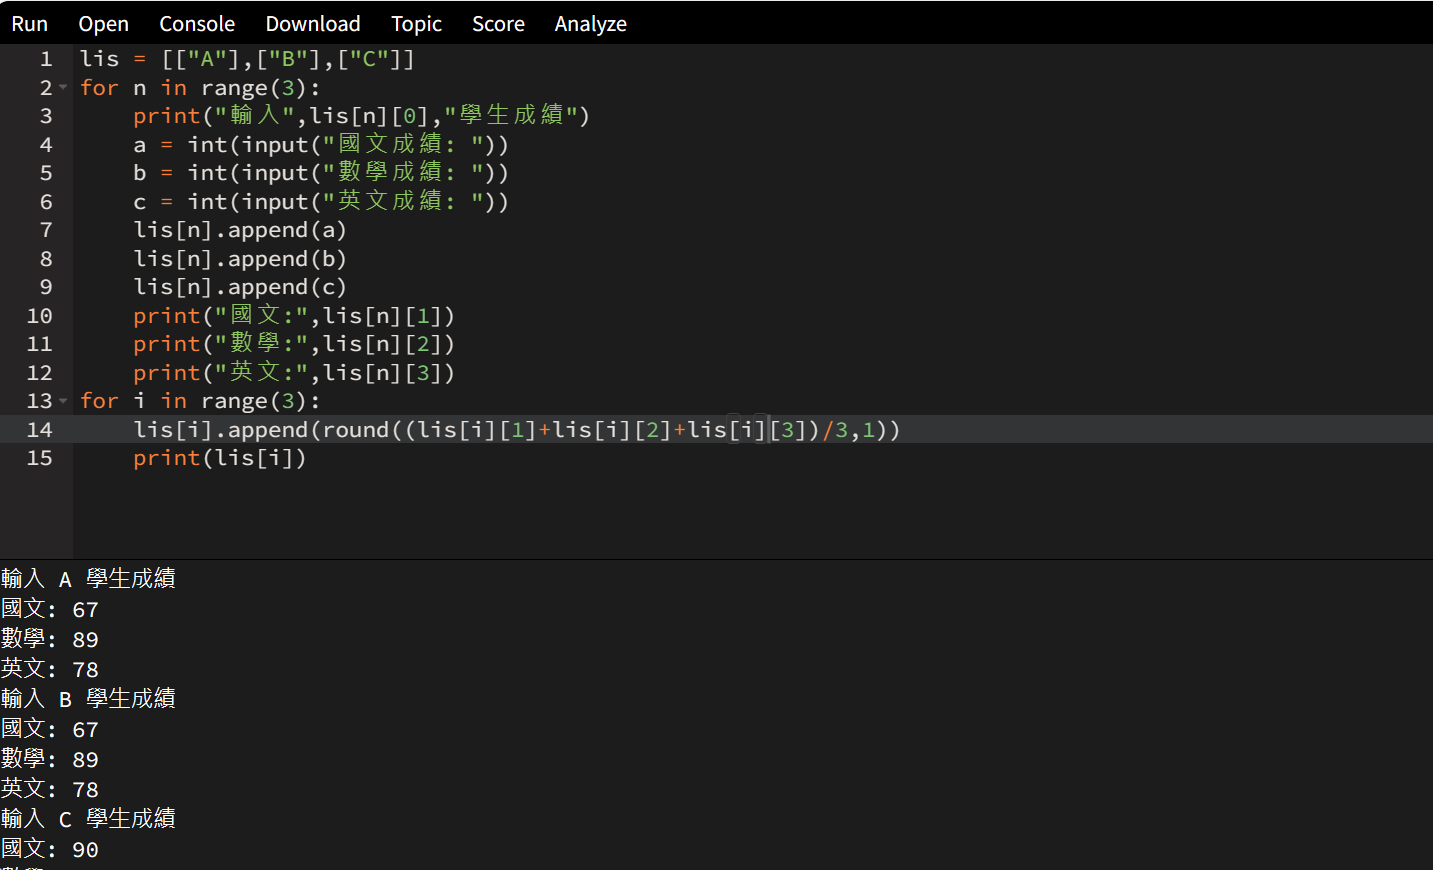 Run Open Console Download Topic Score Analyze
1 lis = [["A"],["B"],["C"]]
2 for n in range(3):
3     print("輸入",lis[n][0],"學生成績")
4     a = int(input("國文成績: "))
5     b = int(input("數學成績: "))
6     c = int(input("英文成績: "))
7     lis[n].append(a)
8     lis[n].append(b)
9     lis[n].append(c)
10     print("國文:",lis[n][1])
11     print("數學:",lis[n][2])
12     print("英文:",lis[n][3])
13 for i in range(3):
14     lis[i].append(round((lis[i][1]+lis[i][2]+lis[i][3])/3,1))
15     print(lis[i])
輸入 A 學生成績
國文: 67
數學: 89
英文: 78
輸入 B 學生成績
國文: 67
數學: 89
英文: 78
輸入 C 學生成績
國文: 90